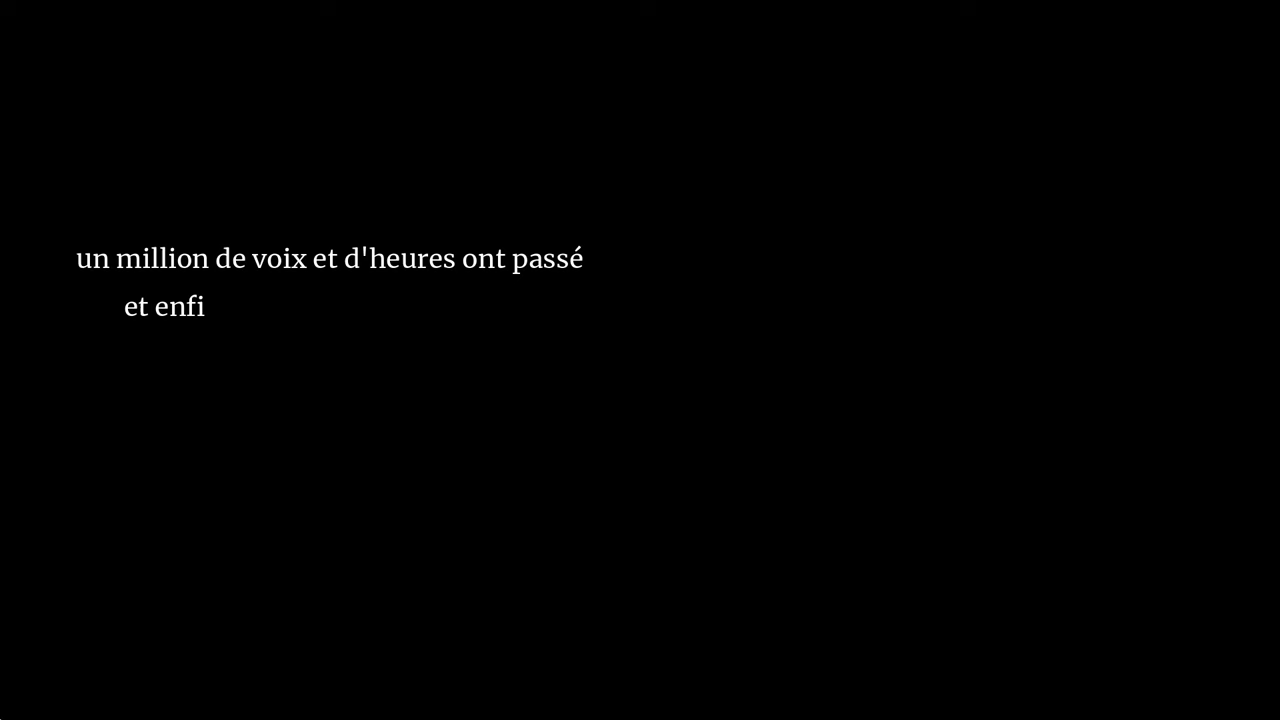 un million de voix et d'heures ont passé
et enfi